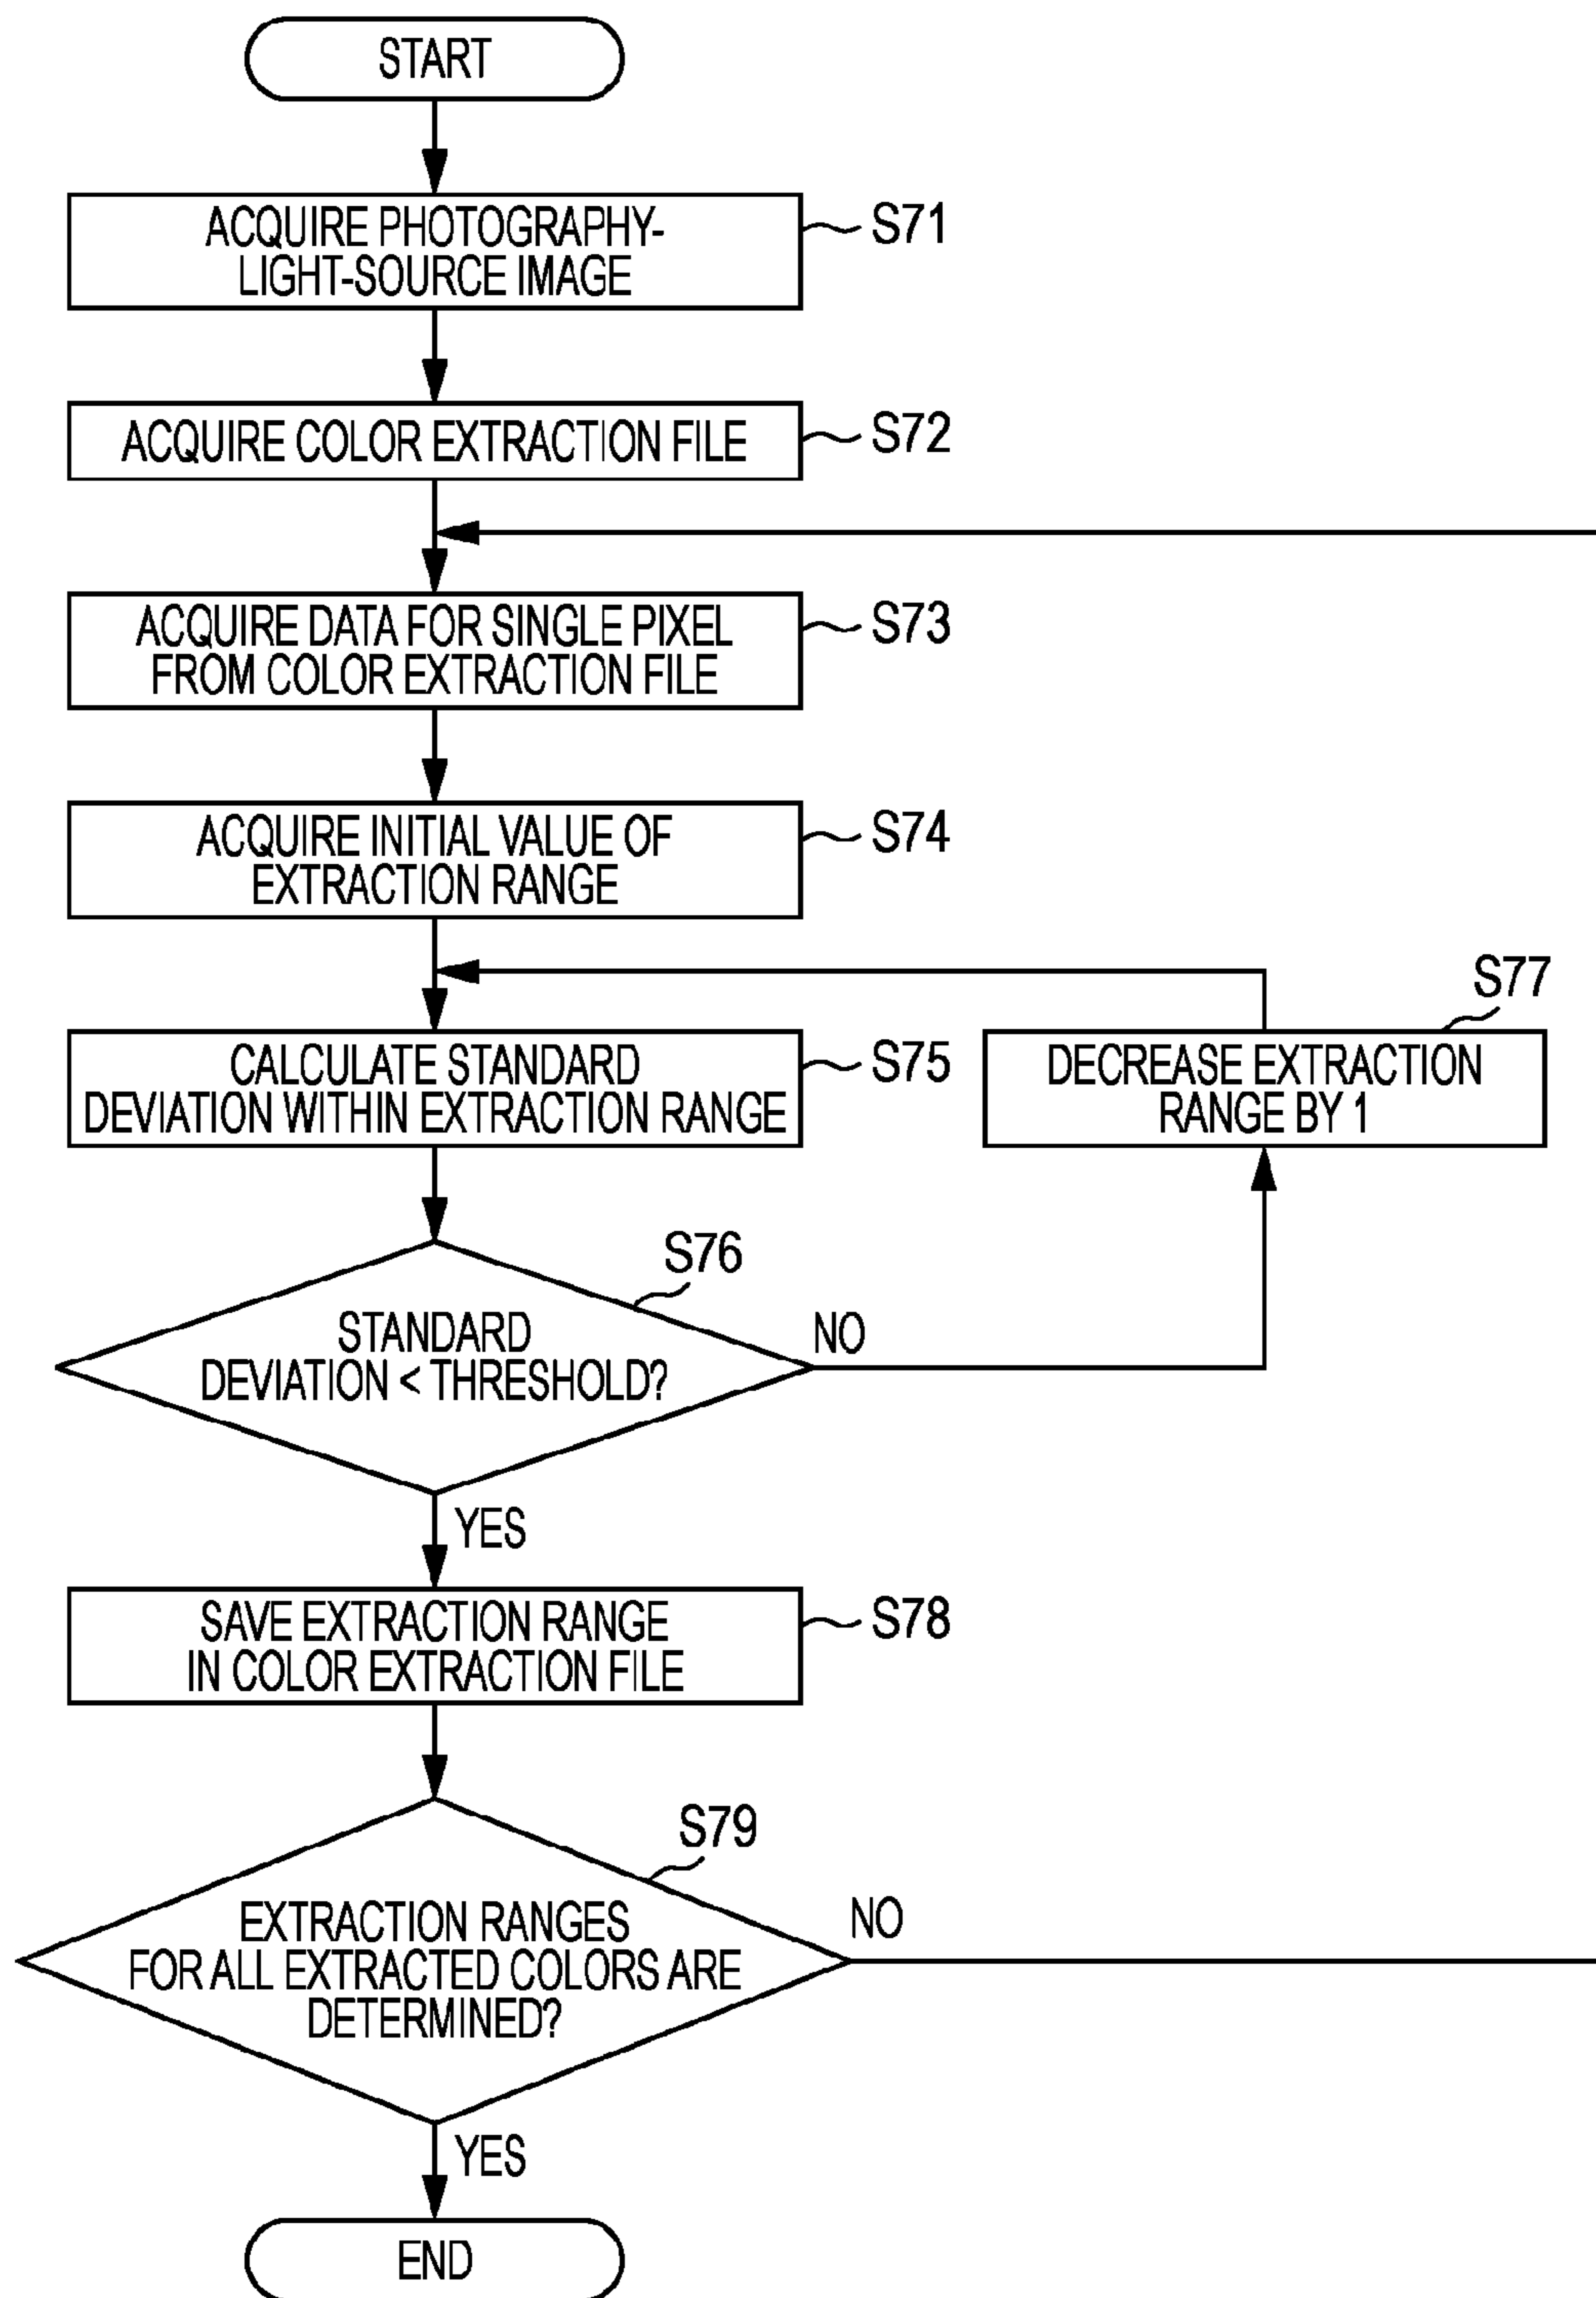 START
ACQUIRE PHOTOGRAPHY-
LIGHT-SOURCE IMAGE
S71
ACQUIRE COLOR EXTRACTION FILE
S72
ACQUIRE DATA FOR SINGLE PIXEL
FROM COLOR EXTRACTION FILE
S73
ACQUIRE INITIAL VALUE OF
EXTRACTION RANGE
S74
CALCULATE STANDARD
DEVIATION WITHIN EXTRACTION RANGE
S75
S77
DECREASE EXTRACTION
RANGE BY 1
S76
STANDARD
DEVIATION < THRESHOLD?
NO
YES
SAVE EXTRACTION RANGE
IN COLOR EXTRACTION FILE
S78
S79
EXTRACTION RANGES
FOR ALL EXTRACTED COLORS ARE
DETERMINED?
NO
YES
END